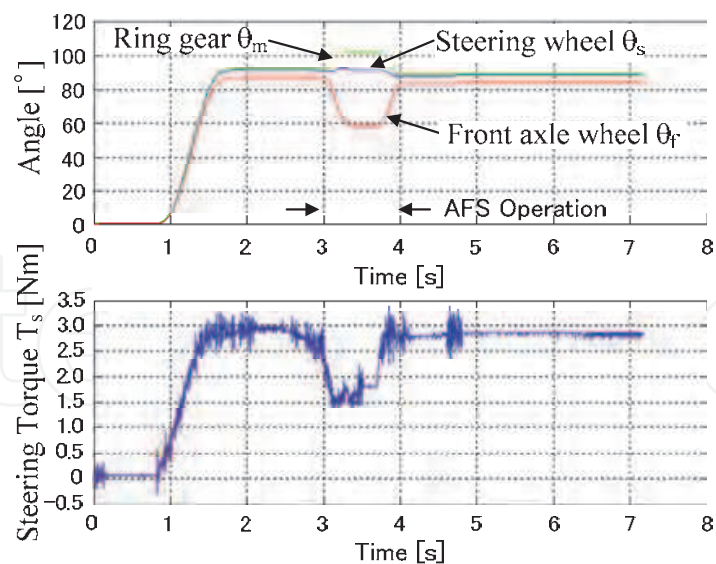 120
100
80
60
40
20
0
Angle [°]
Ring gear θm
Steering wheel θs
Front axle wheel θf
AFS Operation
0 1 2 3 4 5 6 7 8
Time [s]
3.5
3.0
2.5
2.0
1.5
1.0
0.5
0
−0.5
Steering Torque Ts [Nm]
0 1 2 3 4 5 6 7 8
Time [s]